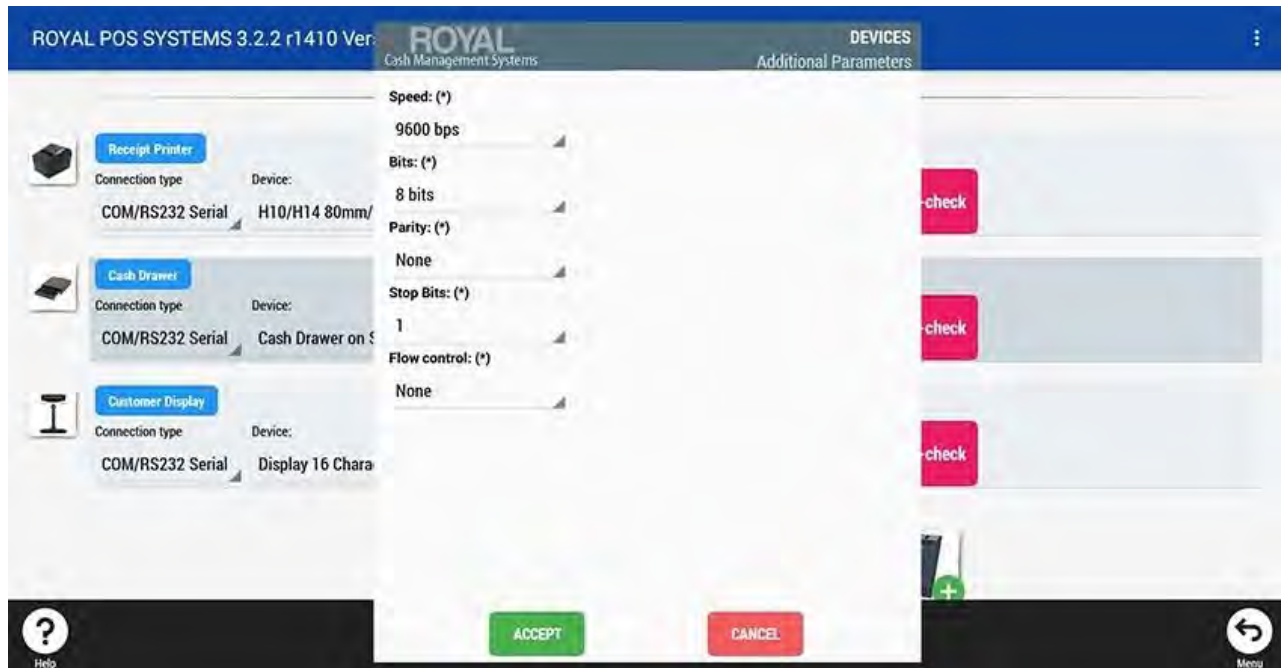 ROYAL POS SYSTEMS 3.2.2 r1410 Ver
ROYAL
Cash Management Systems
DEVICES
Additional Parameters
Speed: (*)
9600 bps
Bits: (*)
8 bits
Parity: (*)
None
Stop Bits: (*)
1
Flow control: (*)
None
Receipt Printer
Connection type Device:
COM/RS232 Serial H10/H14 80mm/
-check
Cash Drawer
Connection type Device:
COM/RS232 Serial Cash Drawer on
-check
Customer Display
Connection type Device:
COM/RS232 Serial Display 16 Chara
-check
ACCEPT CANCEL
? Help
Menu